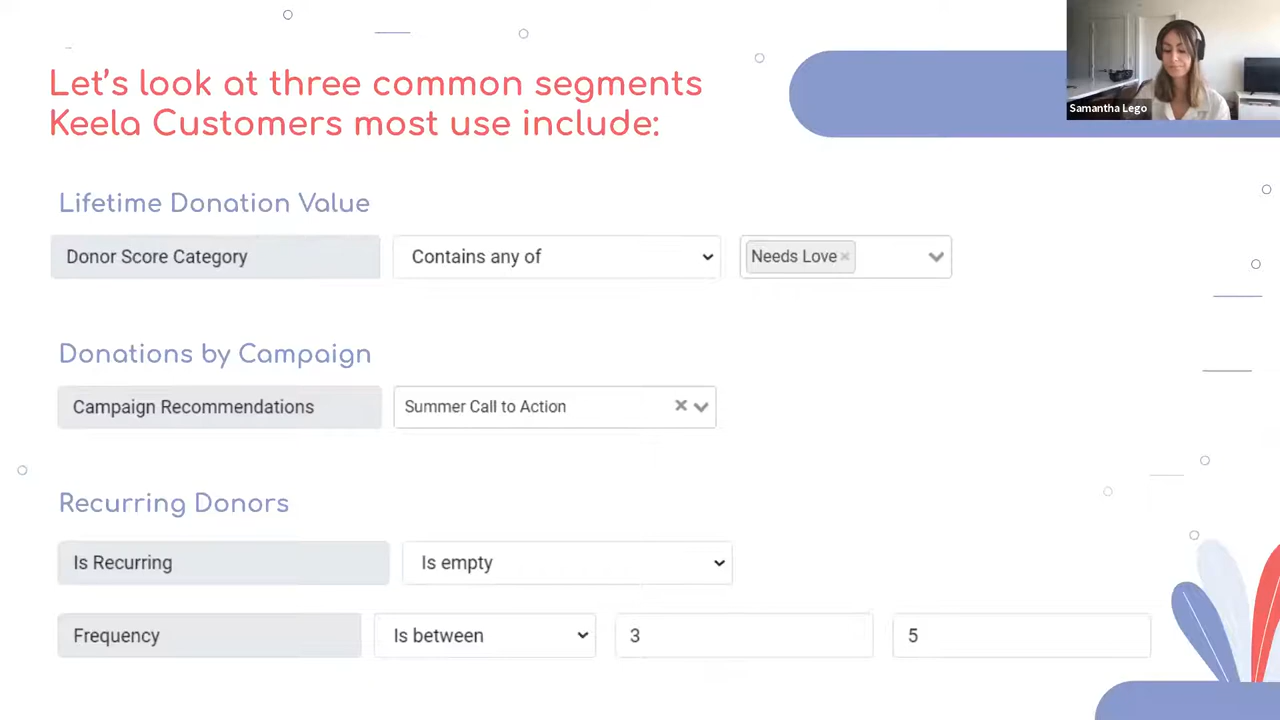 Let's look at three common segments
Keela Customers most use include:
Samantha Lego
Lifetime Donation Value
Donor Score Category
Contains any of
Needs Love
Donations by Campaign
Campaign Recommendations
Summer Call to Action
Recurring Donors
Is Recurring
Is empty
Frequency
Is between
3
5